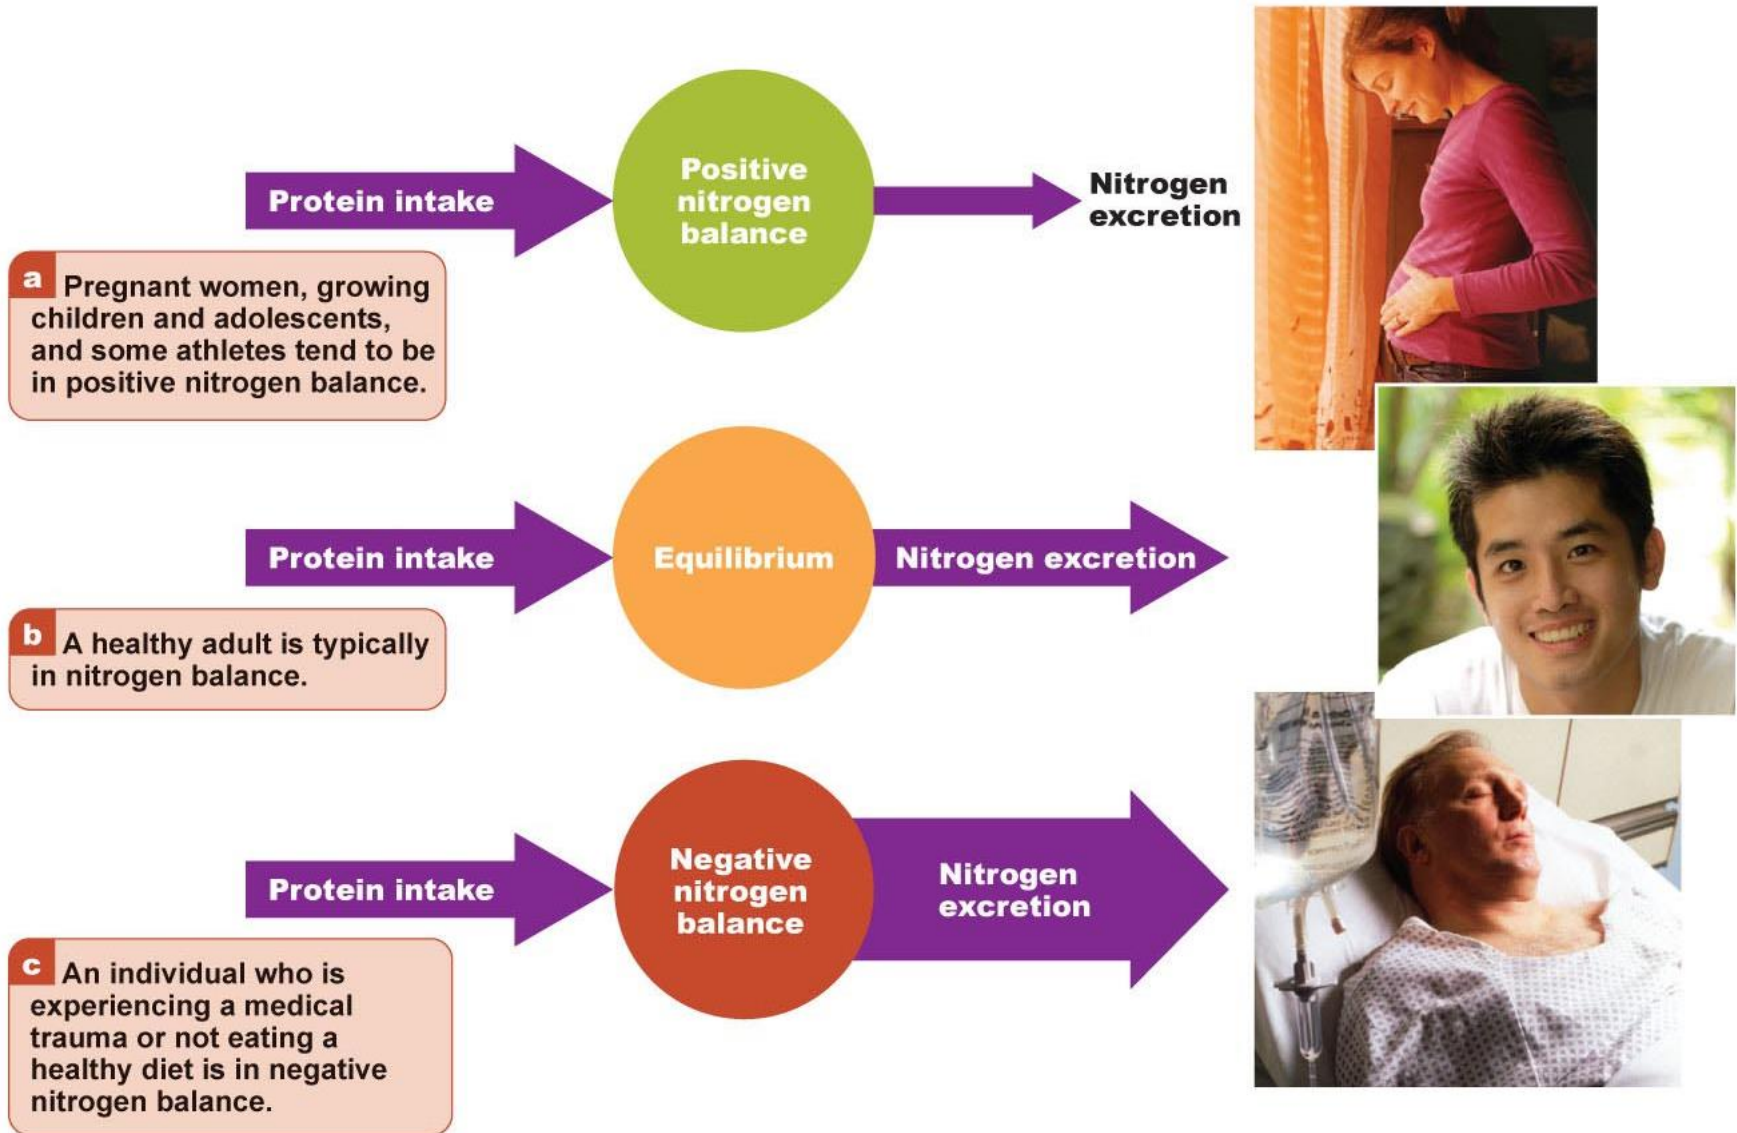 Protein intake
Positive
nitrogen
balance
Nitrogen
excretion
a Pregnant women, growing
children and adolescents,
and some athletes tend to be
in positive nitrogen balance.
Protein intake
Equilibrium
Nitrogen excretion
b A healthy adult is typically
in nitrogen balance.
Protein intake
Negative
nitrogen
balance
Nitrogen
excretion
c An individual who is
experiencing a medical
trauma or not eating a
healthy diet is in negative
nitrogen balance.